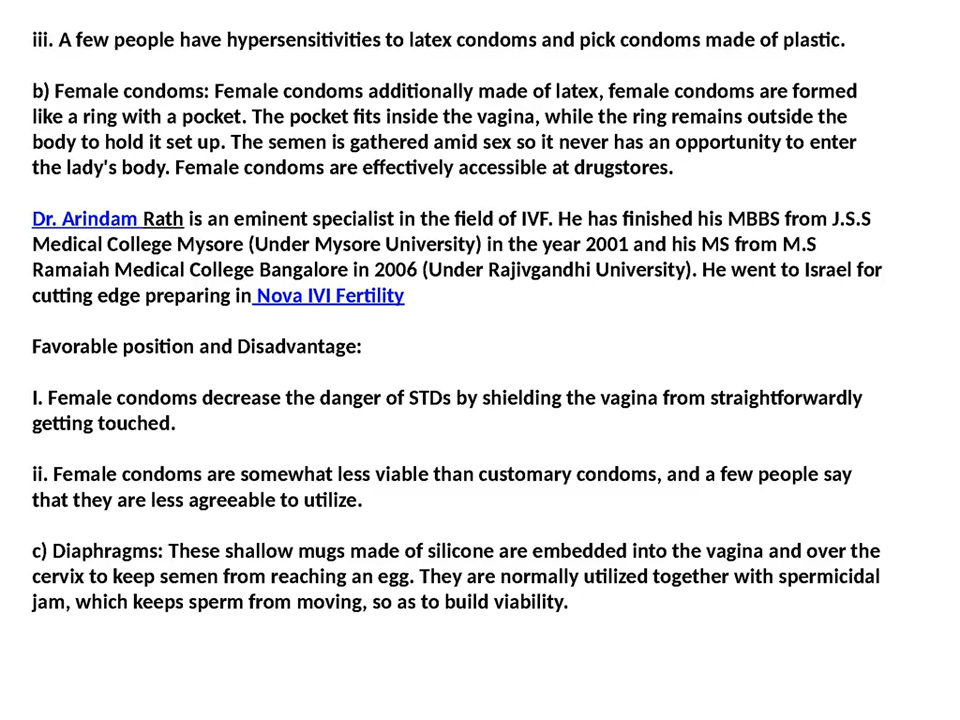 iii. A few people have hypersensitivities to latex condoms and pick condoms made of plastic.
b) Female condoms: Female condoms additionally made of latex, female condoms are formed
like a ring with a pocket. The pocket fits inside the vagina, while the ring remains outside the
body to hold it set up. The semen is gathered amid sex so it never has an opportunity to enter
the lady's body. Female condoms are effectively accessible at drugstores.
Dr. Arindam Rath is an eminent specialist in the field of IVF. He has finished his MBBS from J.S.S
Medical College Mysore (Under Mysore University) in the year 2001 and his MS from M.S
Ramaiah Medical College Bangalore in 2006 (Under Rajivgandhi University). He went to Israel for
cutting edge preparing in Nova IVI Fertility
Favorable position and Disadvantage:
I. Female condoms decrease the danger of STDs by shielding the vagina from straightforwardly
getting touched.
ii. Female condoms are somewhat less viable than customary condoms, and a few people say
that they are less agreeable to utilize.
c) Diaphragms: These shallow mugs made of silicone are embedded into the vagina and over the
cervix to keep semen from reaching an egg. They are normally utilized together with spermicidal
jam, which keeps sperm from moving, so as to build viability.